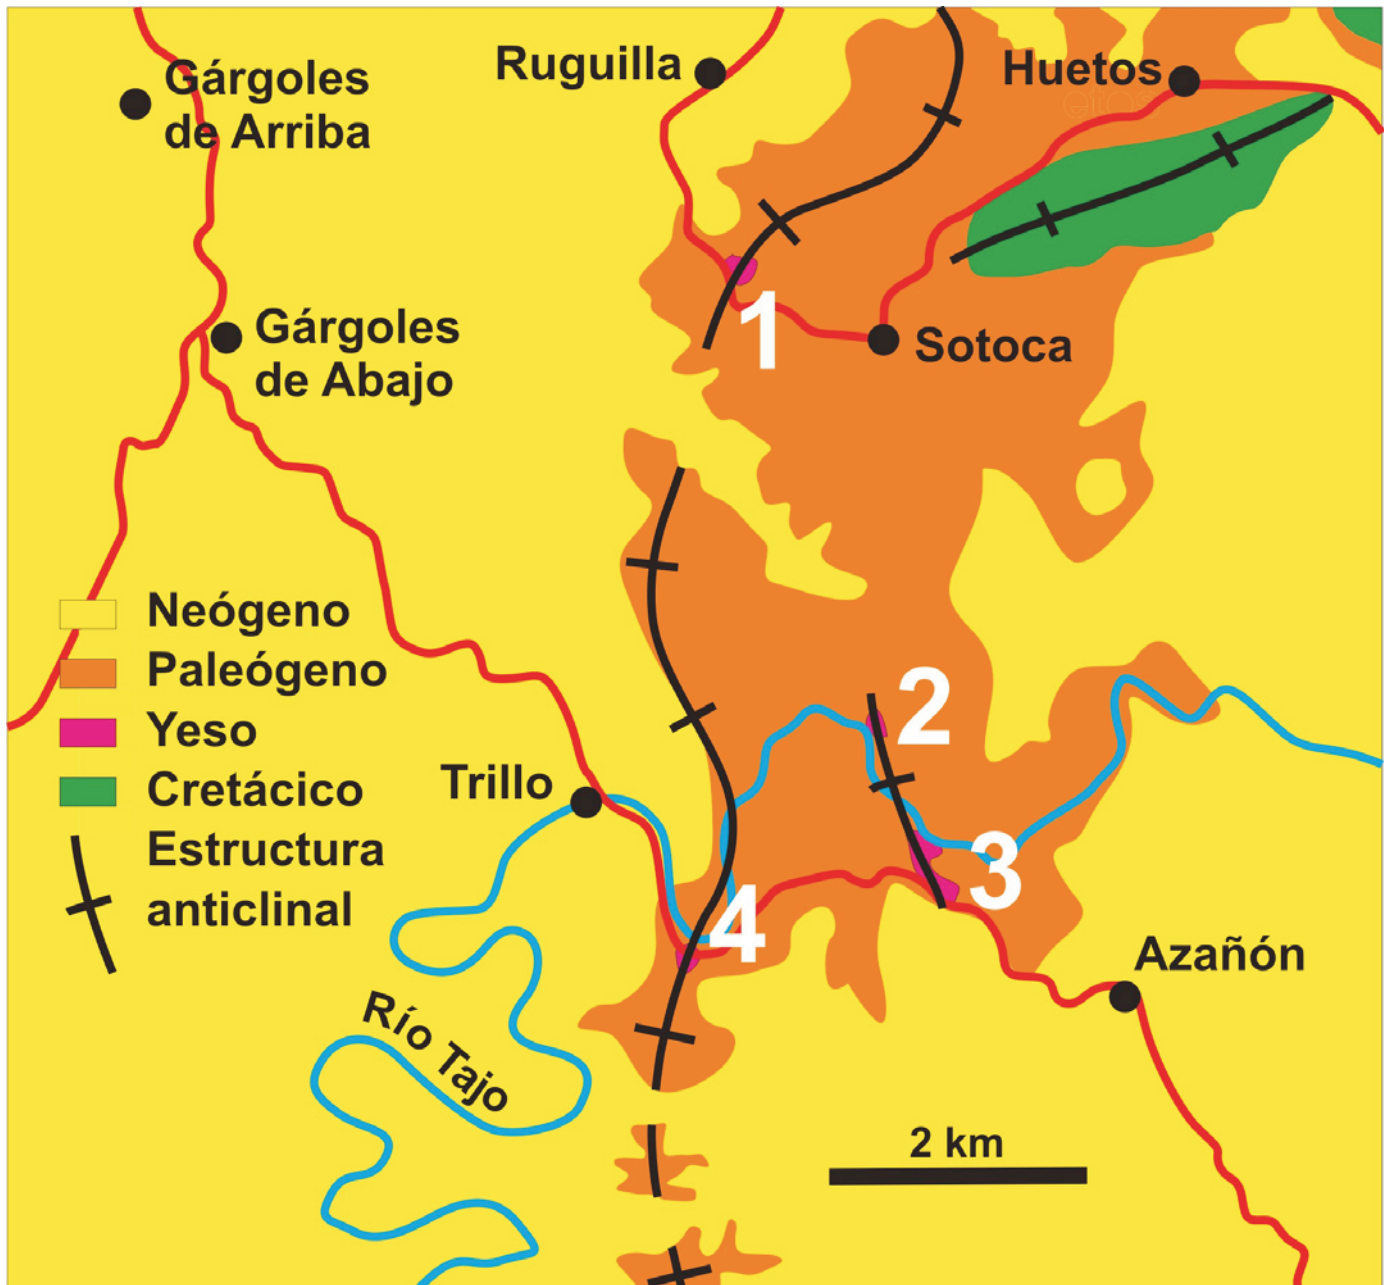 Ruguilla
Huetos
Gárgoles
de Arriba
etos
1
Gárgoles
de Abajo
Sotoca
Neógeno
Paleógeno
Yeso
Cretácico
Estructura
anticlinal
2
Trillo
3
4
Azañón
Río Tajo
2 km